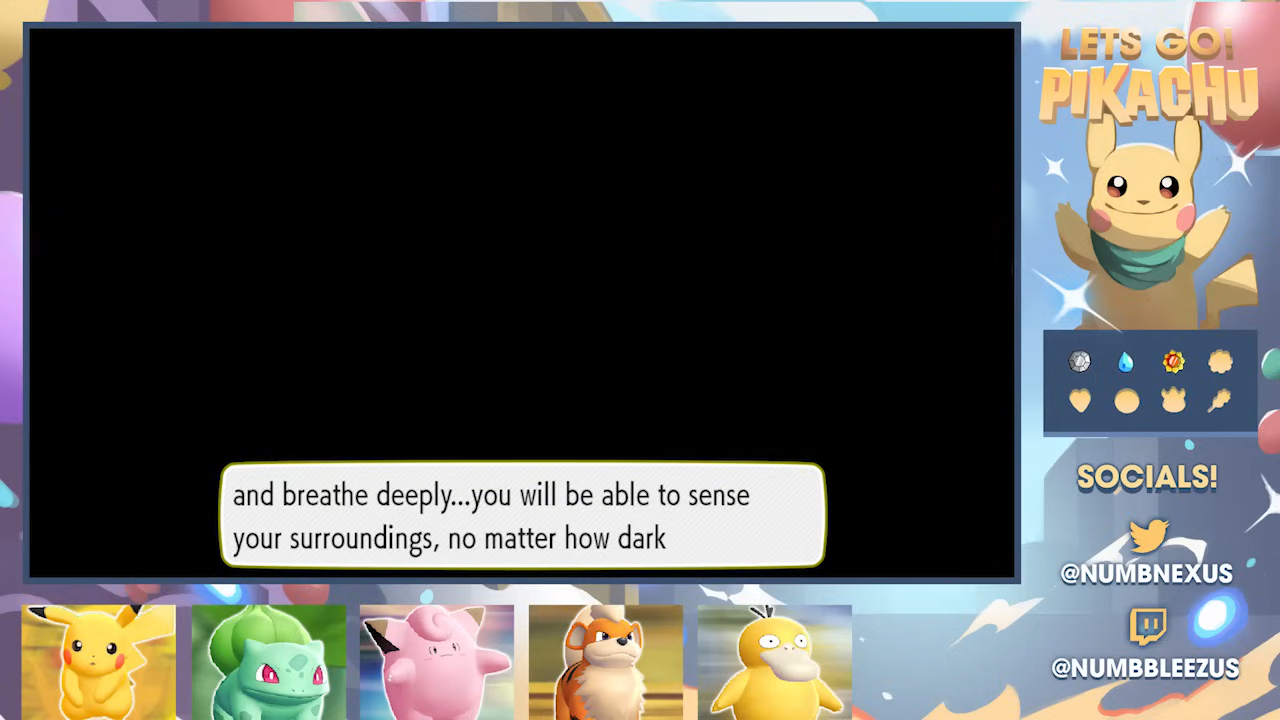 LETS GO!
PIKACHU
and breathe deeply...you will be able to sense
your surroundings, no matter how dark
SOCIALS!
@NUMBNEXUS
@NUMBBLEEZUS